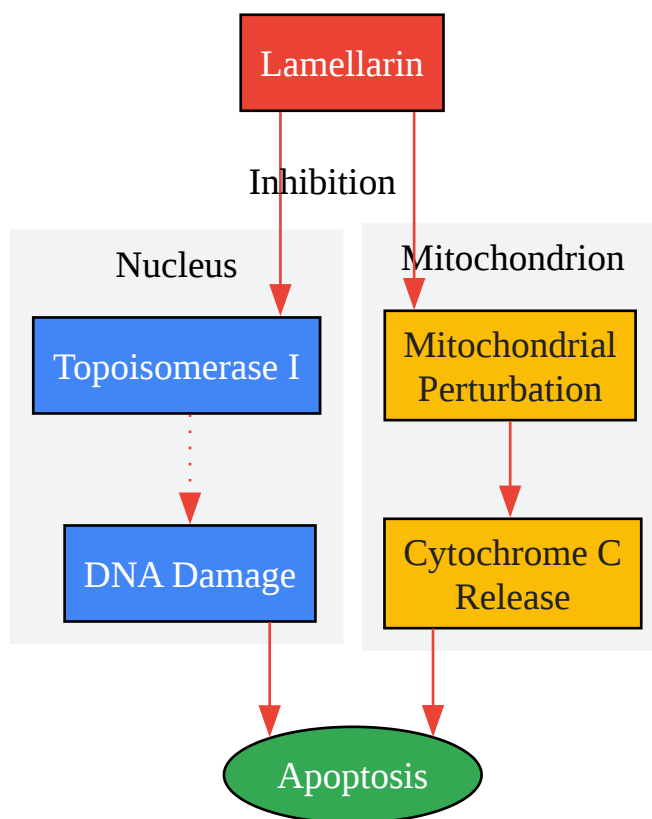 Lamellarin
Inhibition
Nucleus
Mitochondrion
Topoisomerase I
Mitochondrial
Perturbation
DNA Damage
Cytochrome C
Release
Apoptosis